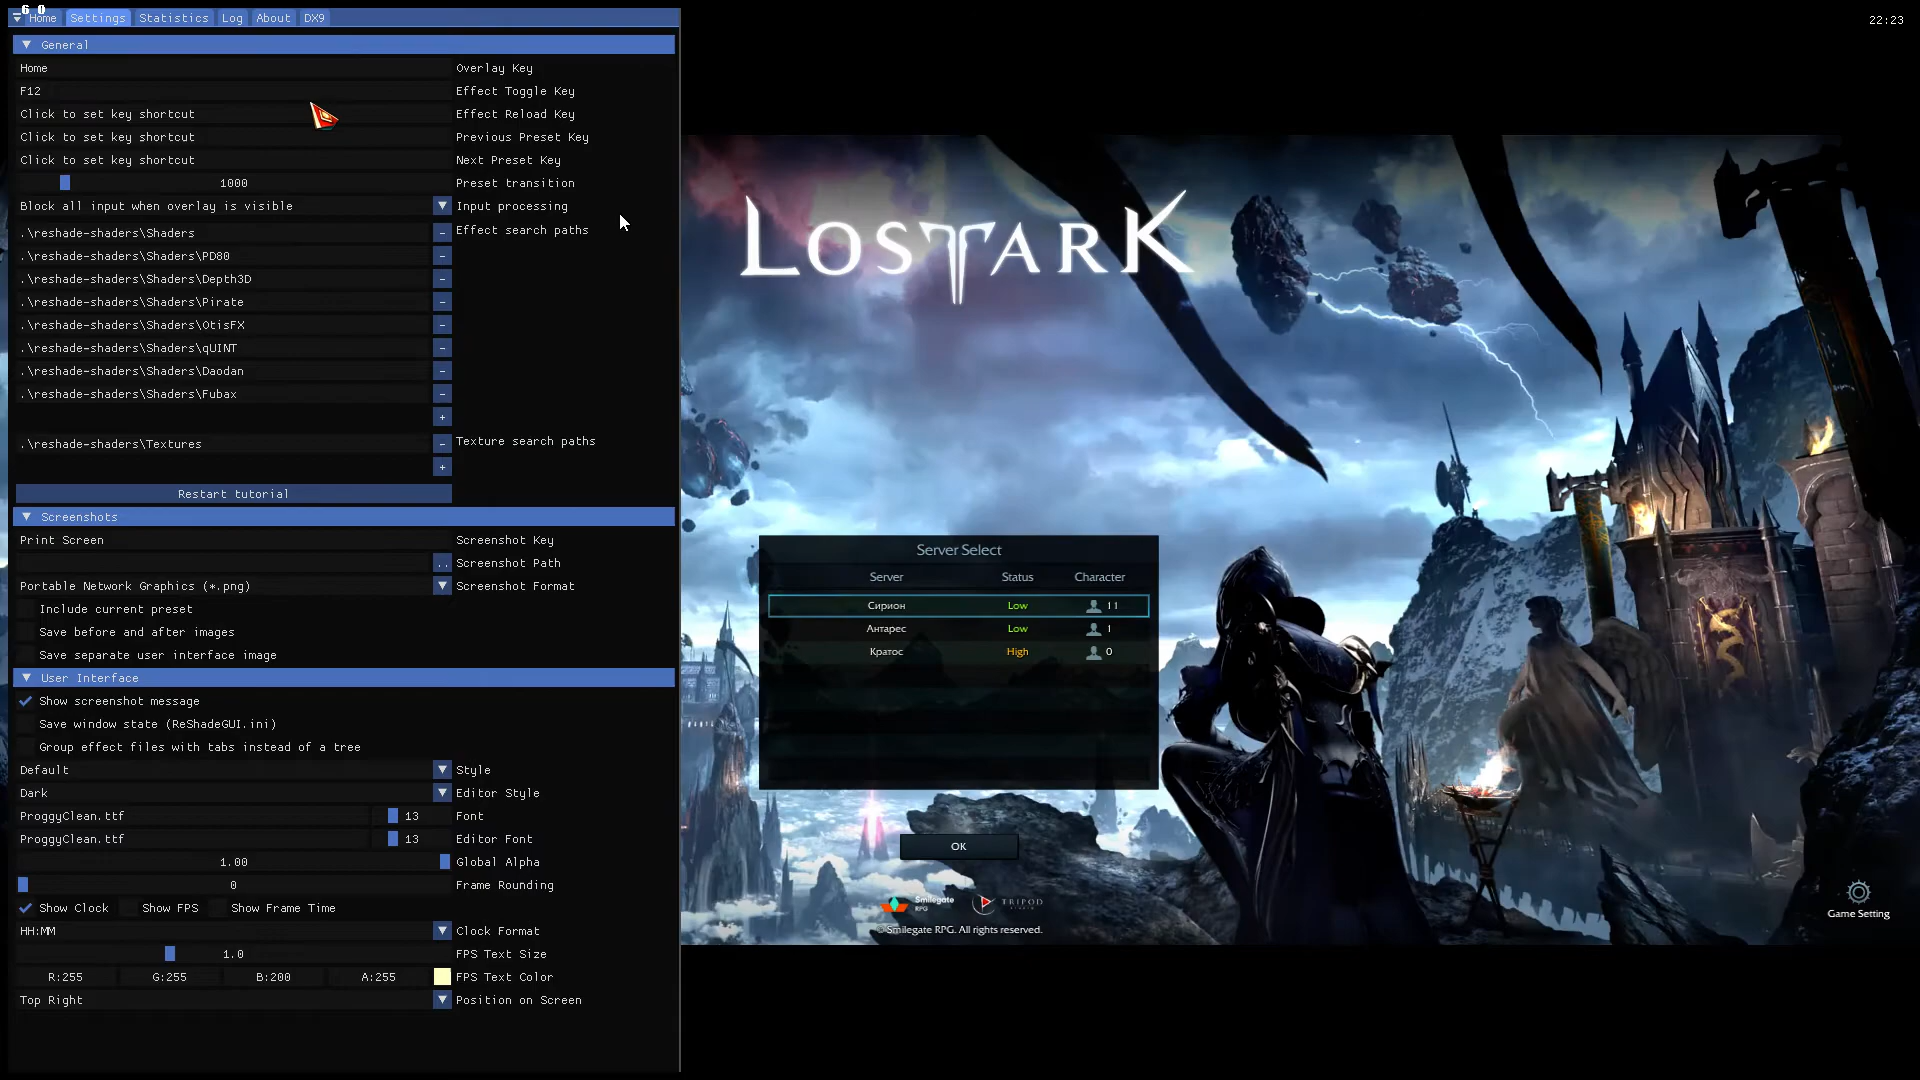 60
Home Settings Statistics Log About DX9
22:23
General
Home Overlay Key
F12 Effect Toggle Key
Click to set key shortcut Effect Reload Key
Click to set key shortcut Previous Preset Key
Click to set key shortcut Next Preset Key
1000 Preset transition
Block all input when overlay is visible Input processing
.\reshade-shaders\Shaders - Effect search paths
.\reshade-shaders\Shaders\PD80 -
.\reshade-shaders\Shaders\Depth3D -
.\reshade-shaders\Shaders\Pirate -
.\reshade-shaders\Shaders\OtisFX -
.\reshade-shaders\Shaders\qUINT -
.\reshade-shaders\Shaders\Daodan -
.\reshade-shaders\Shaders\Fubax -
+
.\reshade-shaders\Textures - Texture search paths
+
Restart tutorial
Screenshots
Print Screen Screenshot Key
.. Screenshot Path
Portable Network Graphics (*.png) Screenshot Format
Include current preset
Save before and after images
Save separate user interface image
User Interface
Show screenshot message
Save window state (ReShadeGUI.ini)
Group effect files with tabs instead of a tree
Default Style
Dark Editor Style
ProggyClean.ttf 13 Font
ProggyClean.ttf 13 Editor Font
1.00 Global Alpha
0 Frame Rounding
Show Clock Show FPS Show Frame Time
HH:MM Clock Format
1.0 FPS Text Size
R:255 G:255 B:200 A:255 FPS Text Color
Top Right Position on Screen
LOST ARK
Server Select
Server Status Character
Сирион Low 11
Антарес Low 1
Кратос High 0
OK
Smilegate RPG TRIPOD STUDIO
©Smilegate RPG. All rights reserved.
Game Setting